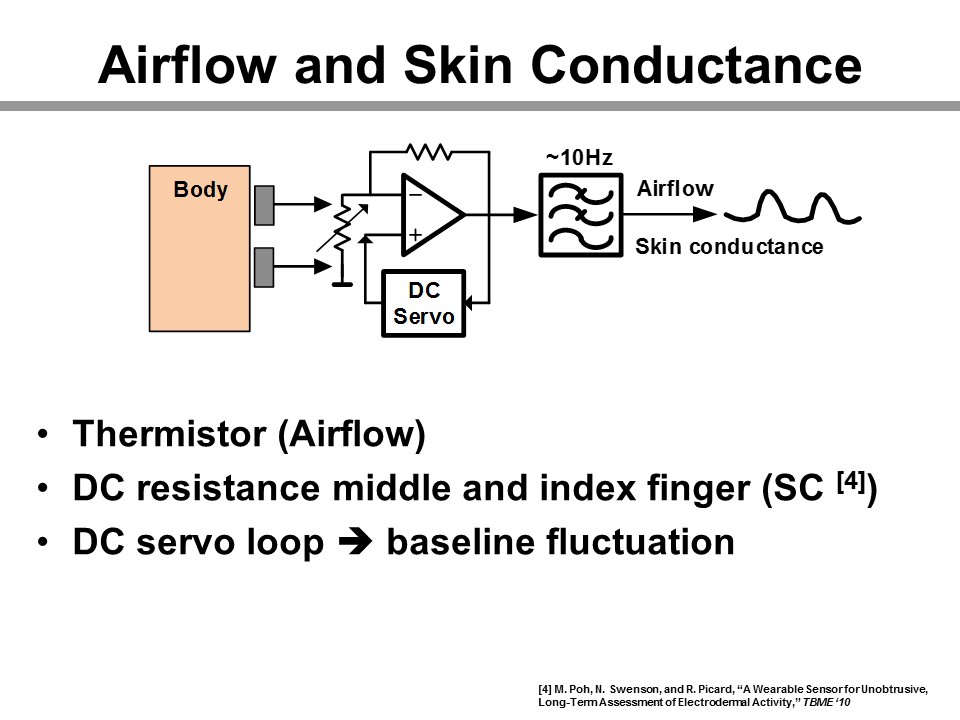 Airflow and Skin Conductance
Body
−
+
DC
Servo
~10Hz
Airflow
Skin conductance
• Thermistor (Airflow)
• DC resistance middle and index finger (SC [4])
• DC servo loop ➔ baseline fluctuation
[4] M. Poh, N. Swenson, and R. Picard, “A Wearable Sensor for Unobtrusive,
Long-Term Assessment of Electrodermal Activity,” TBME ‘10